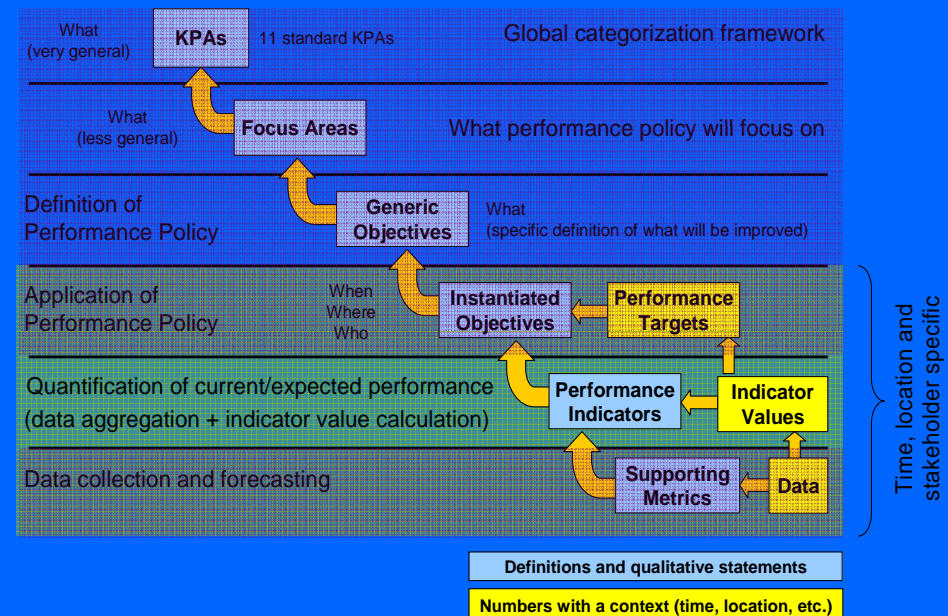 What
(very general)
KPAs
11 standard KPAs
Global categorization framework
What
(less general)
Focus Areas
What performance policy will focus on
Definition of
Performance Policy
Generic
Objectives
What
(specific definition of what will be improved)
Application of
Performance Policy
When
Where
Who
Instantiated
Objectives
Performance
Targets
Quantification of current/expected performance
(data aggregation + indicator value calculation)
Performance
Indicators
Indicator
Values
Data collection and forecasting
Supporting
Metrics
Data
Time, location and
stakeholder specific
Definitions and qualitative statements
Numbers with a context (time, location, etc.)